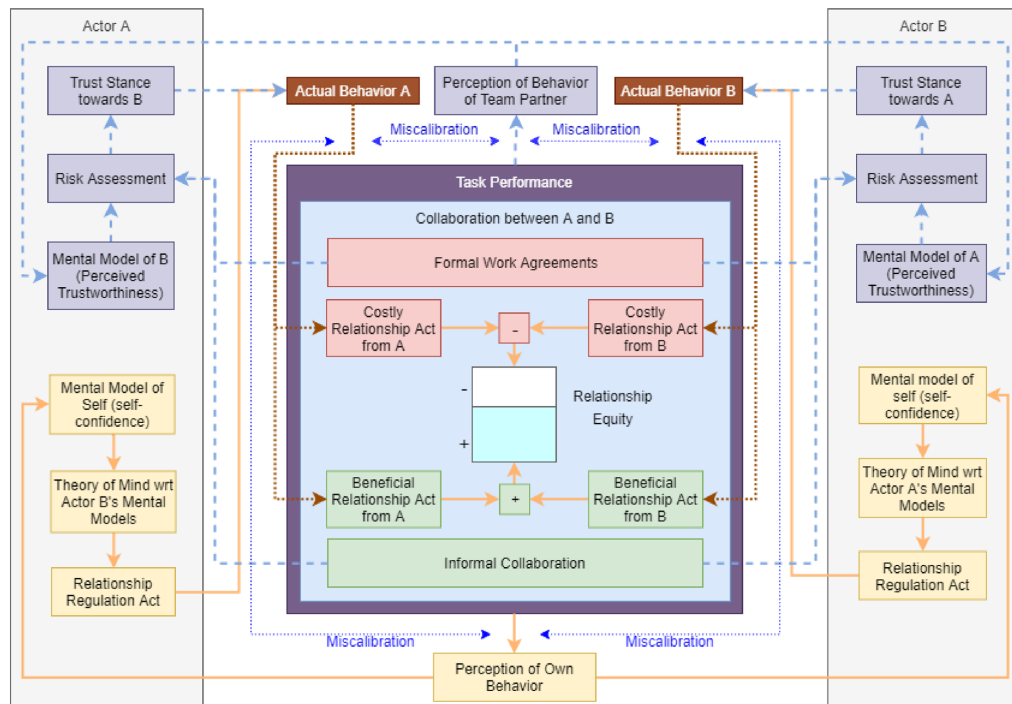 Actor A
Actor B
Trust Stance
towards B
Actual Behavior A
Perception of Behavior
of Team Partner
Actual Behavior B
Trust Stance
towards A
Miscalibration
Miscalibration
Risk Assessment
Task Performance
Risk Assessment
Collaboration between A and B
Mental Model of B
(Perceived
Trustworthiness)
Formal Work Agreements
Mental Model of A
(Perceived
Trustworthiness)
Costly
Relationship Act
from A
-
Costly
Relationship Act
from B
Mental Model of
Self (self-
confidence)
-
Relationship
Equity
+
Mental model of
self (self-
confidence)
Theory of Mind wrt
Actor B's Mental
Models
Beneficial
Relationship Act
from A
+
Beneficial
Relationship Act
from B
Theory of Mind wrt
Actor A's Mental
Models
Informal Collaboration
Relationship
Regulation Act
Relationship
Regulation Act
Miscalibration
Miscalibration
Perception of Own
Behavior